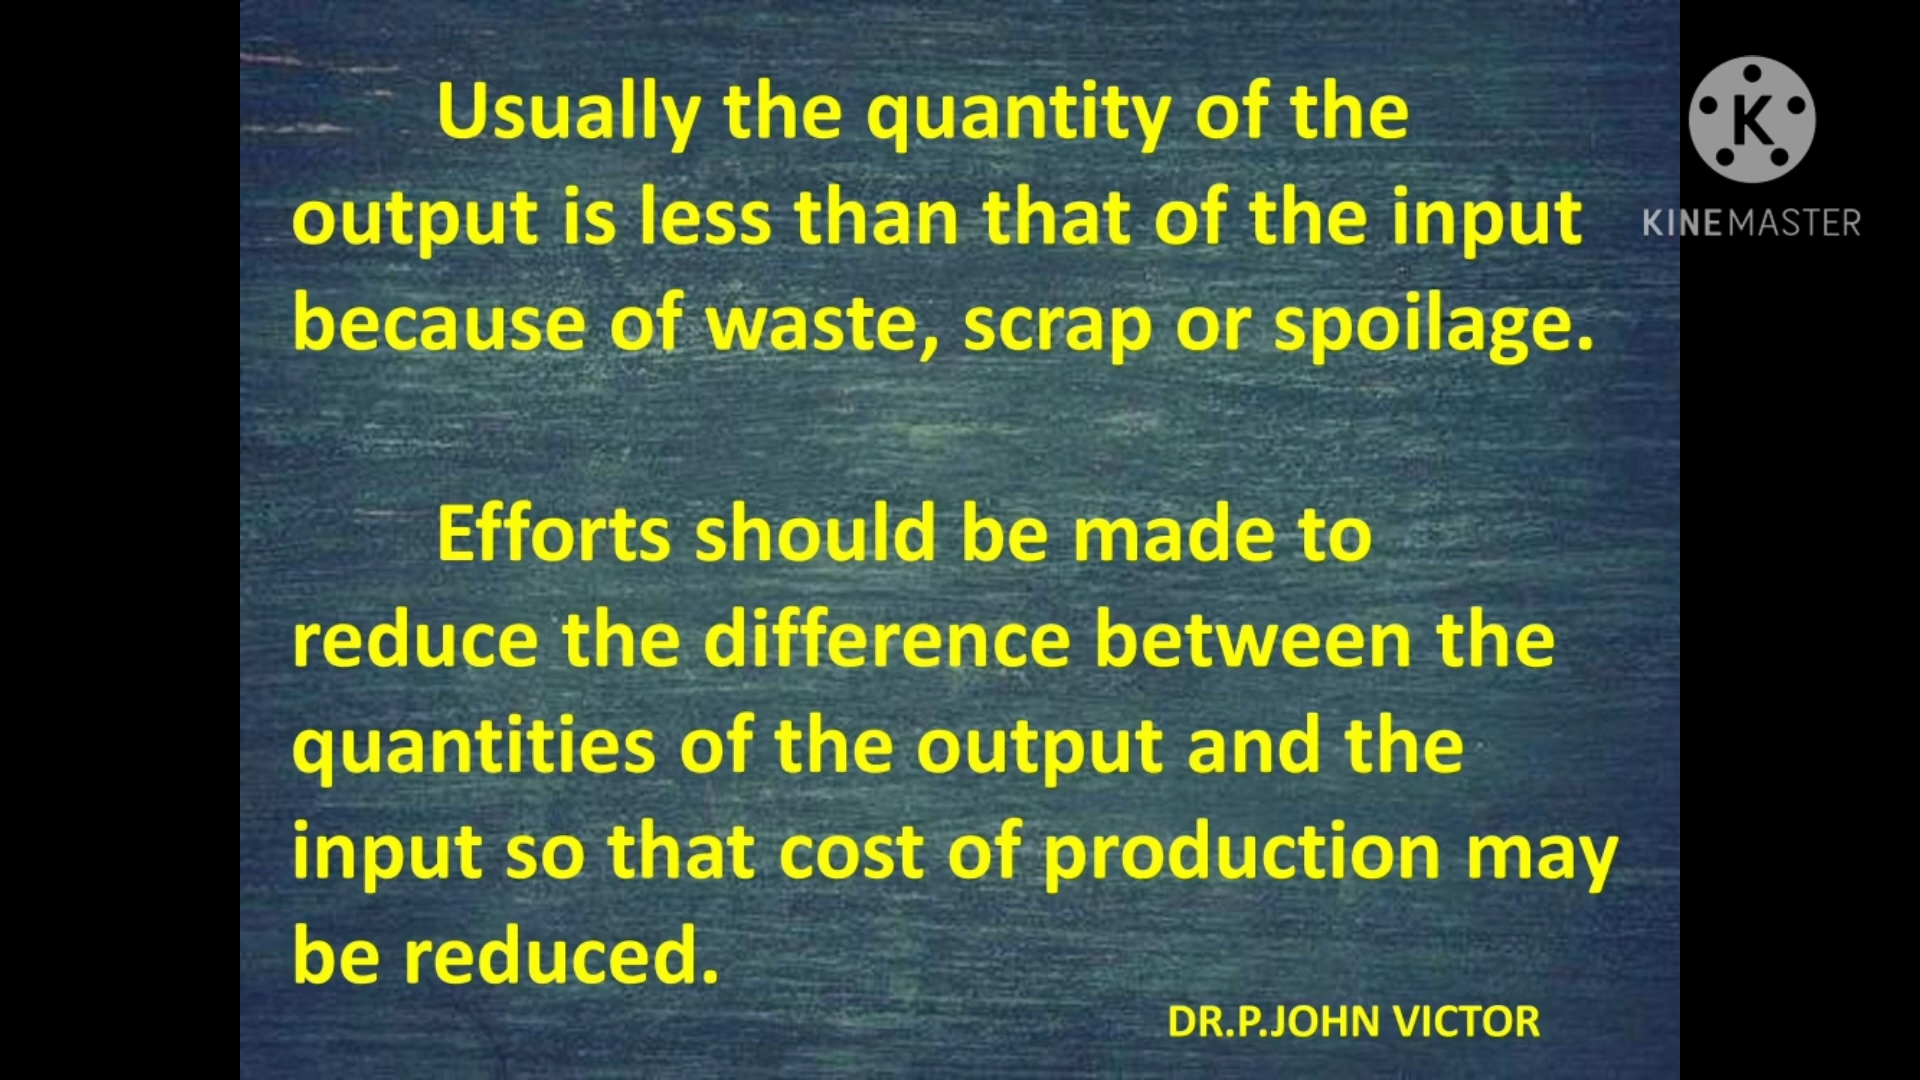 Usually the quantity of the
output is less than that of the input
because of waste, scrap or spoilage.
Efforts should be made to
reduce the difference between the
quantities of the output and the
input so that cost of production may
be reduced.
DR.P.JOHN VICTOR
K
KINEMASTER